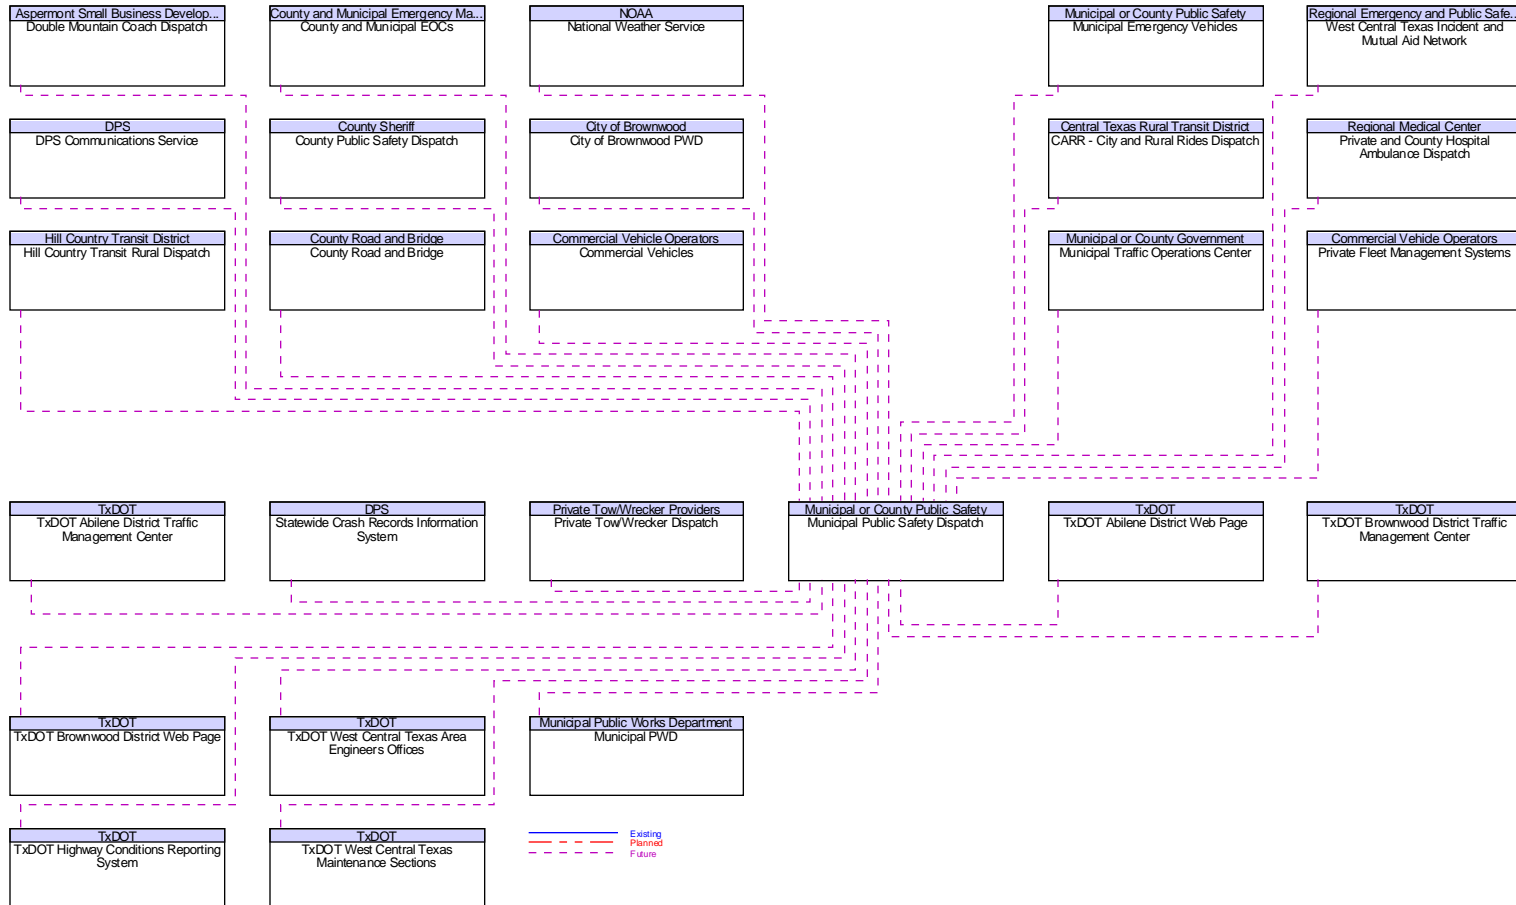 Aspermont Small Business Develop...
Double Mountain Coach Dispatch
County and Municipal Emergency Ma...
County and Municipal EOCs
NOAA
National Weather Service
Municipal or County Public Safety
Municipal Emergency Vehicles
Regional Emergency and Public Safe...
West Central Texas Incident and
Mutual Aid Network
DPS
DPS Communications Service
County Sheriff
County Public Safety Dispatch
City of Brownwood
City of Brownwood PWD
Central Texas Rural Transit District
CARR - City and Rural Rides Dispatch
Regional Medical Center
Private and County Hospital
Ambulance Dispatch
Hill Country Transit District
Hill Country Transit Rural Dispatch
County Road and Bridge
County Road and Bridge
Commercial Vehicle Operators
Commercial Vehicles
Municipal or County Government
Municipal Traffic Operations Center
Commercial Vehicle Operators
Private Fleet Management Systems
TxDOT
TxDOT Abilene District Traffic
Management Center
DPS
Statewide Crash Records Information
System
Private Tow/Wrecker Providers
Private Tow/Wrecker Dispatch
Municipal or County Public Safety
Municipal Public Safety Dispatch
TxDOT
TxDOT Abilene District Web Page
TxDOT
TxDOT Brownwood District Traffic
Management Center
TxDOT
TxDOT Brownwood District Web Page
TxDOT
TxDOT West Central Texas Area
Engineers Offices
Municipal Public Works Department
Municipal PWD
TxDOT
TxDOT Highway Conditions Reporting
System
TxDOT
TxDOT West Central Texas
Maintenance Sections
Existing
Planned
Future